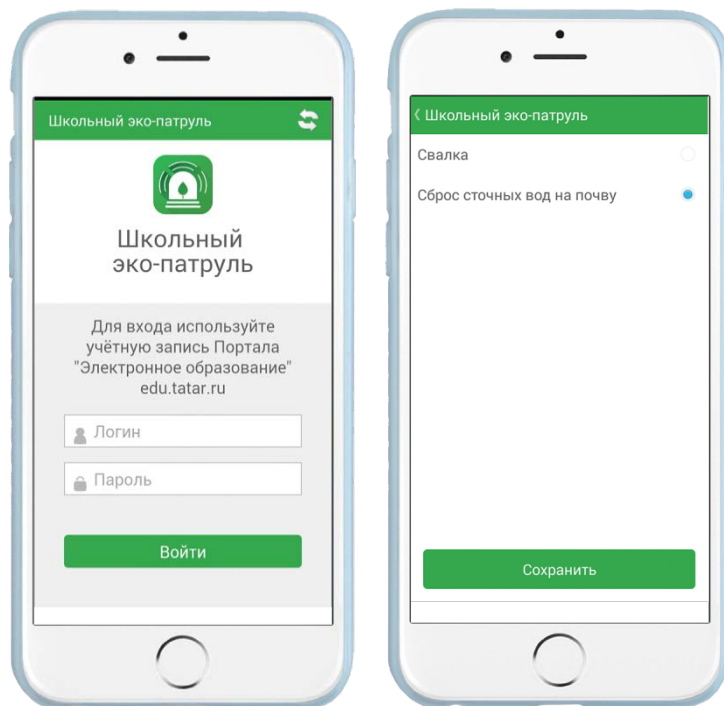 Школьный эко-патруль
Школьный
эко-патруль
Для входа используйте
учётную запись Портала
"Электронное образование"
edu.tatar.ru
Логин
Пароль
Войти
Школьный эко-патруль
Свалка
Сброс сточных вод на почву
Сохранить